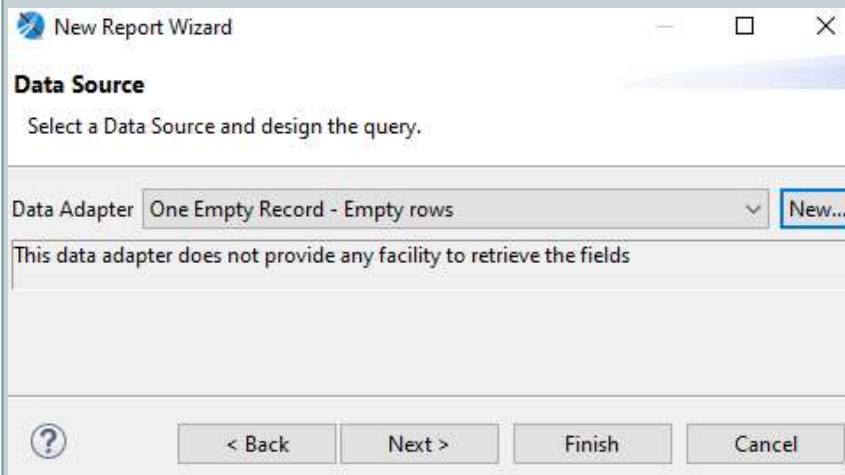 New Report Wizard
Data Source
Select a Data Source and design the query.
Data Adapter One Empty Record - Empty rows New...
This data adapter does not provide any facility to retrieve the fields
? < Back Next > Finish Cancel